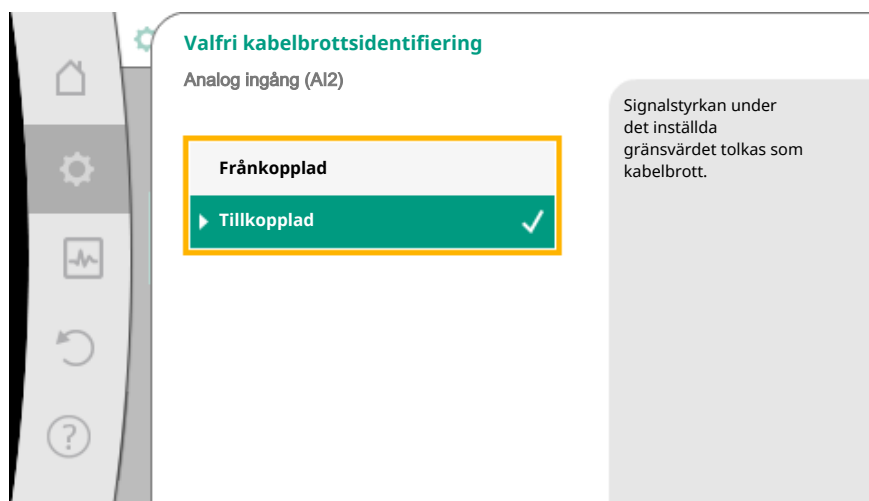 Valfri kabelbrottsidentifiering
Analog ingång (AI2)
Signalstyrkan under
det inställda
gränsvärdet tolkas som
kabelbrott.
Frånkopplad
Tillkopplad
?